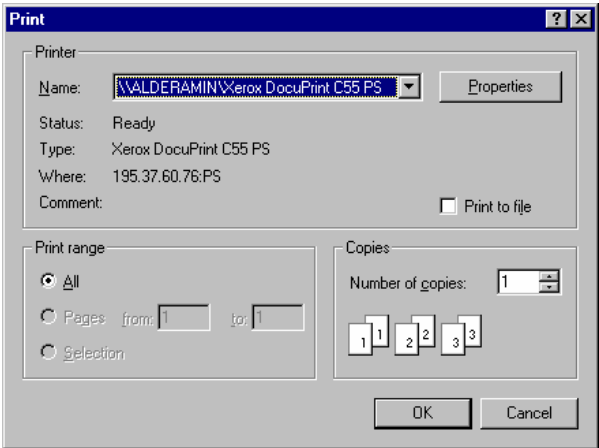 Print
Printer
Name: \\ALDERAMIN\Xerox DocuPrint C55 PS Properties
Status: Ready
Type: Xerox DocuPrint C55 PS
Where: 195.37.60.76:PS
Comment: Print to file
Print range
All
Pages from: 1 to: 1
Selection
Copies
Number of copies: 1
1 1 2 2 3 3
OK Cancel